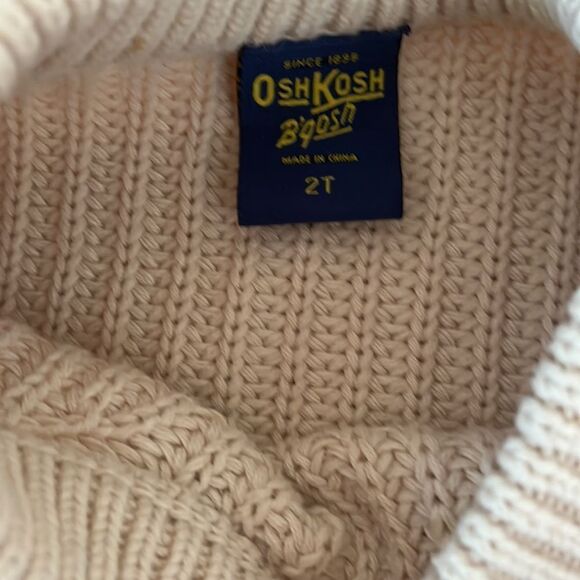 SINCE 1895
OSHKOSH
B'gosh
MADE IN CHINA
2T